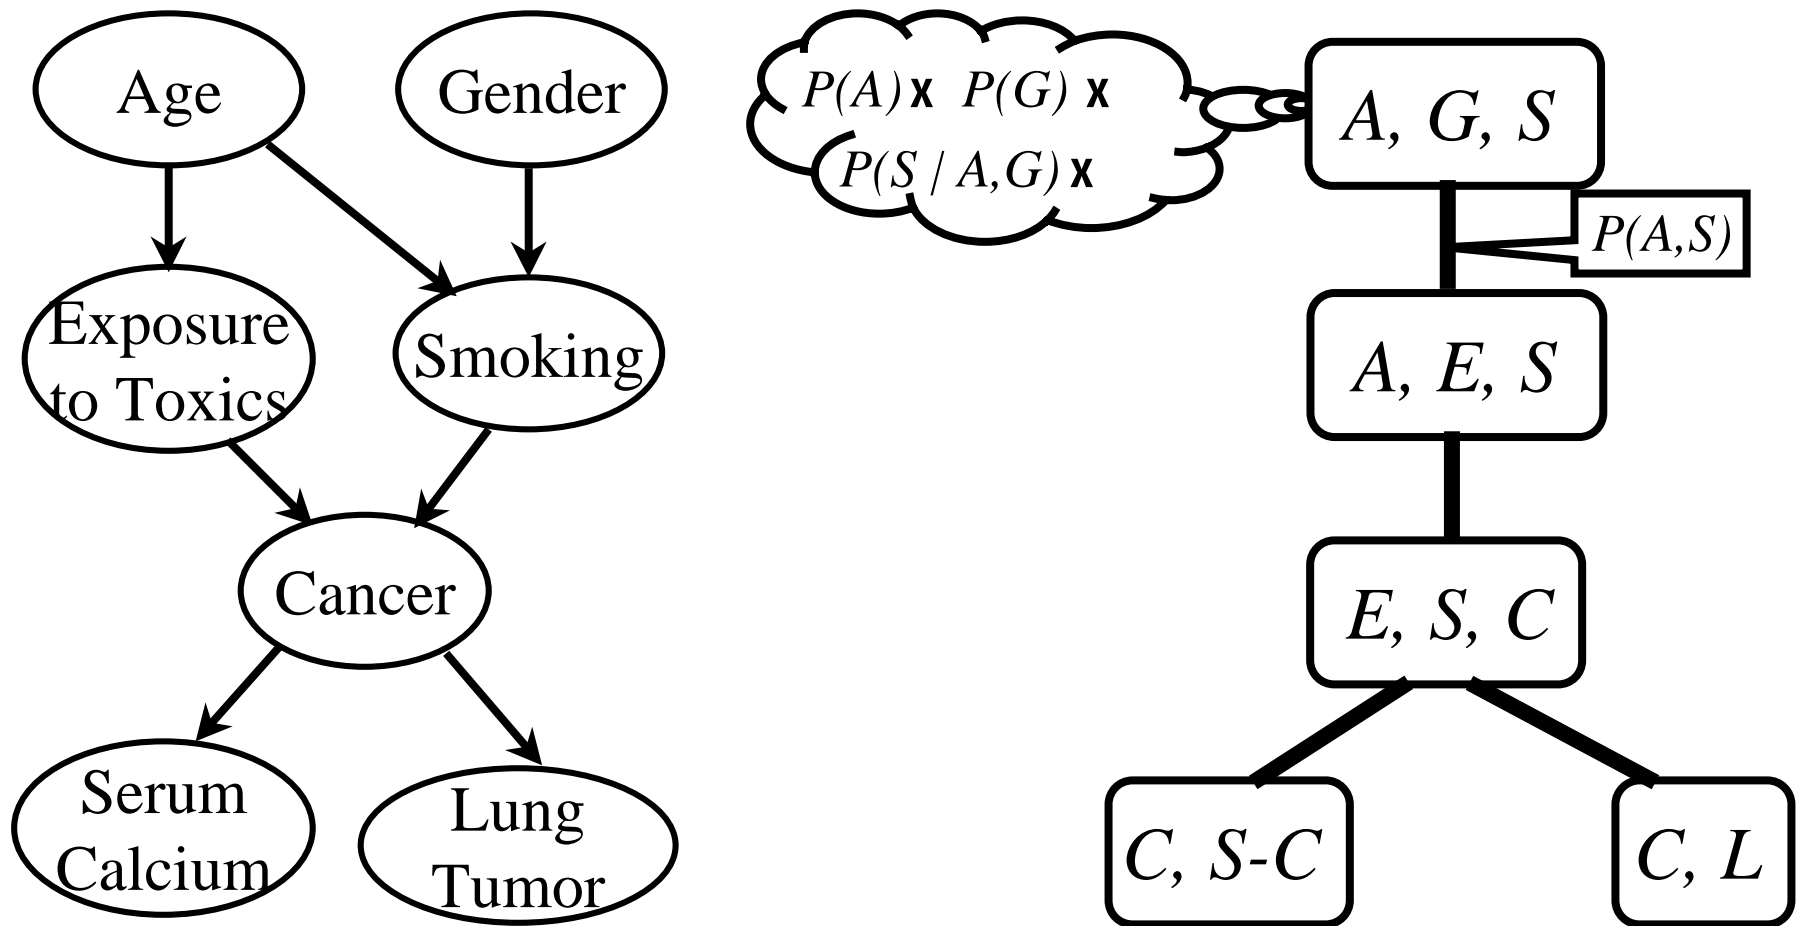 Age
Gender
Exposure
to Toxics
Smoking
Cancer
Serum
Calcium
Lung
Tumor
P(A) x P(G) x
P(S | A,G) x
A, G, S
P(A,S)
A, E, S
E, S, C
C, S-C
C, L